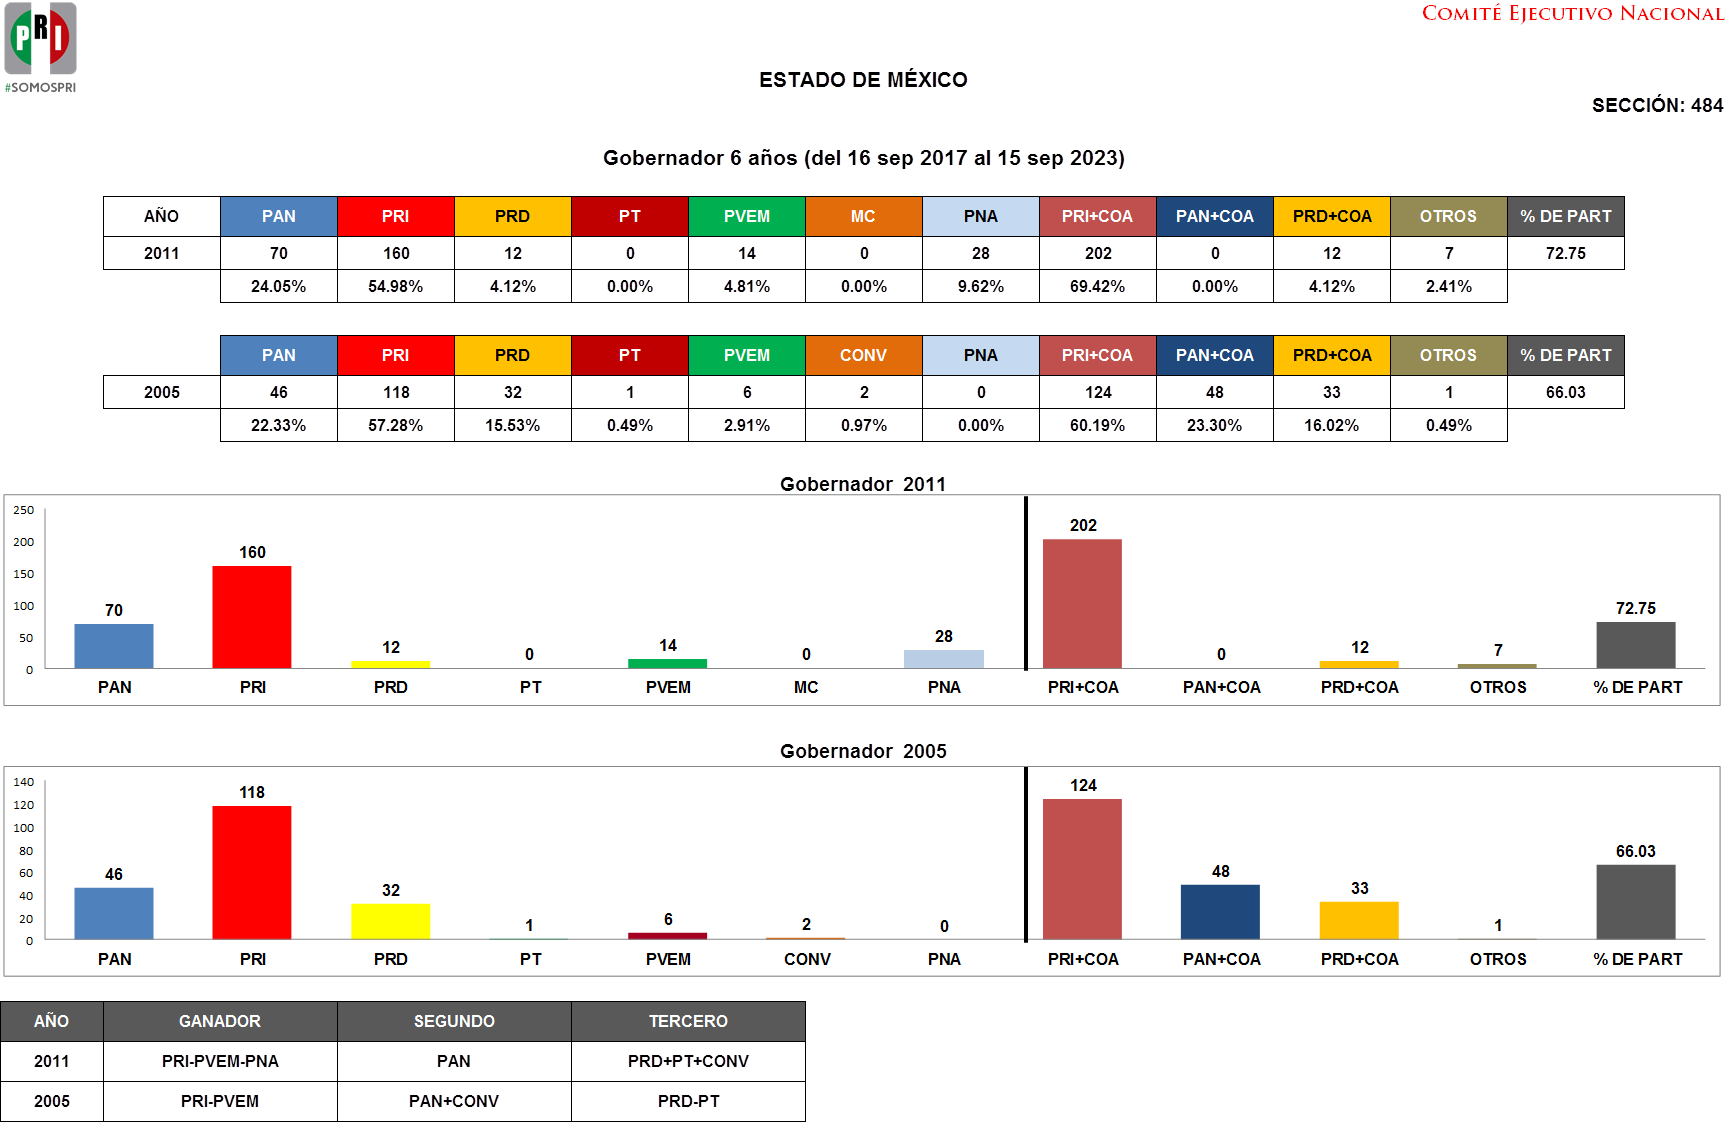 PRI
#SOMOSPRI
COMITÉ EJECUTIVO NACIONAL
ESTADO DE MÉXICO
SECCIÓN: 484
Gobernador 6 años (del 16 sep 2017 al 15 sep 2023)
AÑO PAN PRI PRD PT PVEM MC PNA PRI+COA PAN+COA PRD+COA OTROS % DE PART
2011 70 160 12 0 14 0 28 202 0 12 7 72.75
24.05% 54.98% 4.12% 0.00% 4.81% 0.00% 9.62% 69.42% 0.00% 4.12% 2.41%
PAN PRI PRD PT PVEM CONV PNA PRI+COA PAN+COA PRD+COA OTROS % DE PART
2005 46 118 32 1 6 2 0 124 48 33 1 66.03
22.33% 57.28% 15.53% 0.49% 2.91% 0.97% 0.00% 60.19% 23.30% 16.02% 0.49%
Gobernador 2011
250
200
150
100
50
0
70 160 12 0 14 0 28 202 0 12 7 72.75
PAN PRI PRD PT PVEM MC PNA PRI+COA PAN+COA PRD+COA OTROS % DE PART
Gobernador 2005
140
120
100
80
60
40
20
0
46 118 32 1 6 2 0 124 48 33 1 66.03
PAN PRI PRD PT PVEM CONV PNA PRI+COA PAN+COA PRD+COA OTROS % DE PART
AÑO GANADOR SEGUNDO TERCERO
2011 PRI-PVEM-PNA PAN PRD+PT+CONV
2005 PRI-PVEM PAN+CONV PRD-PT